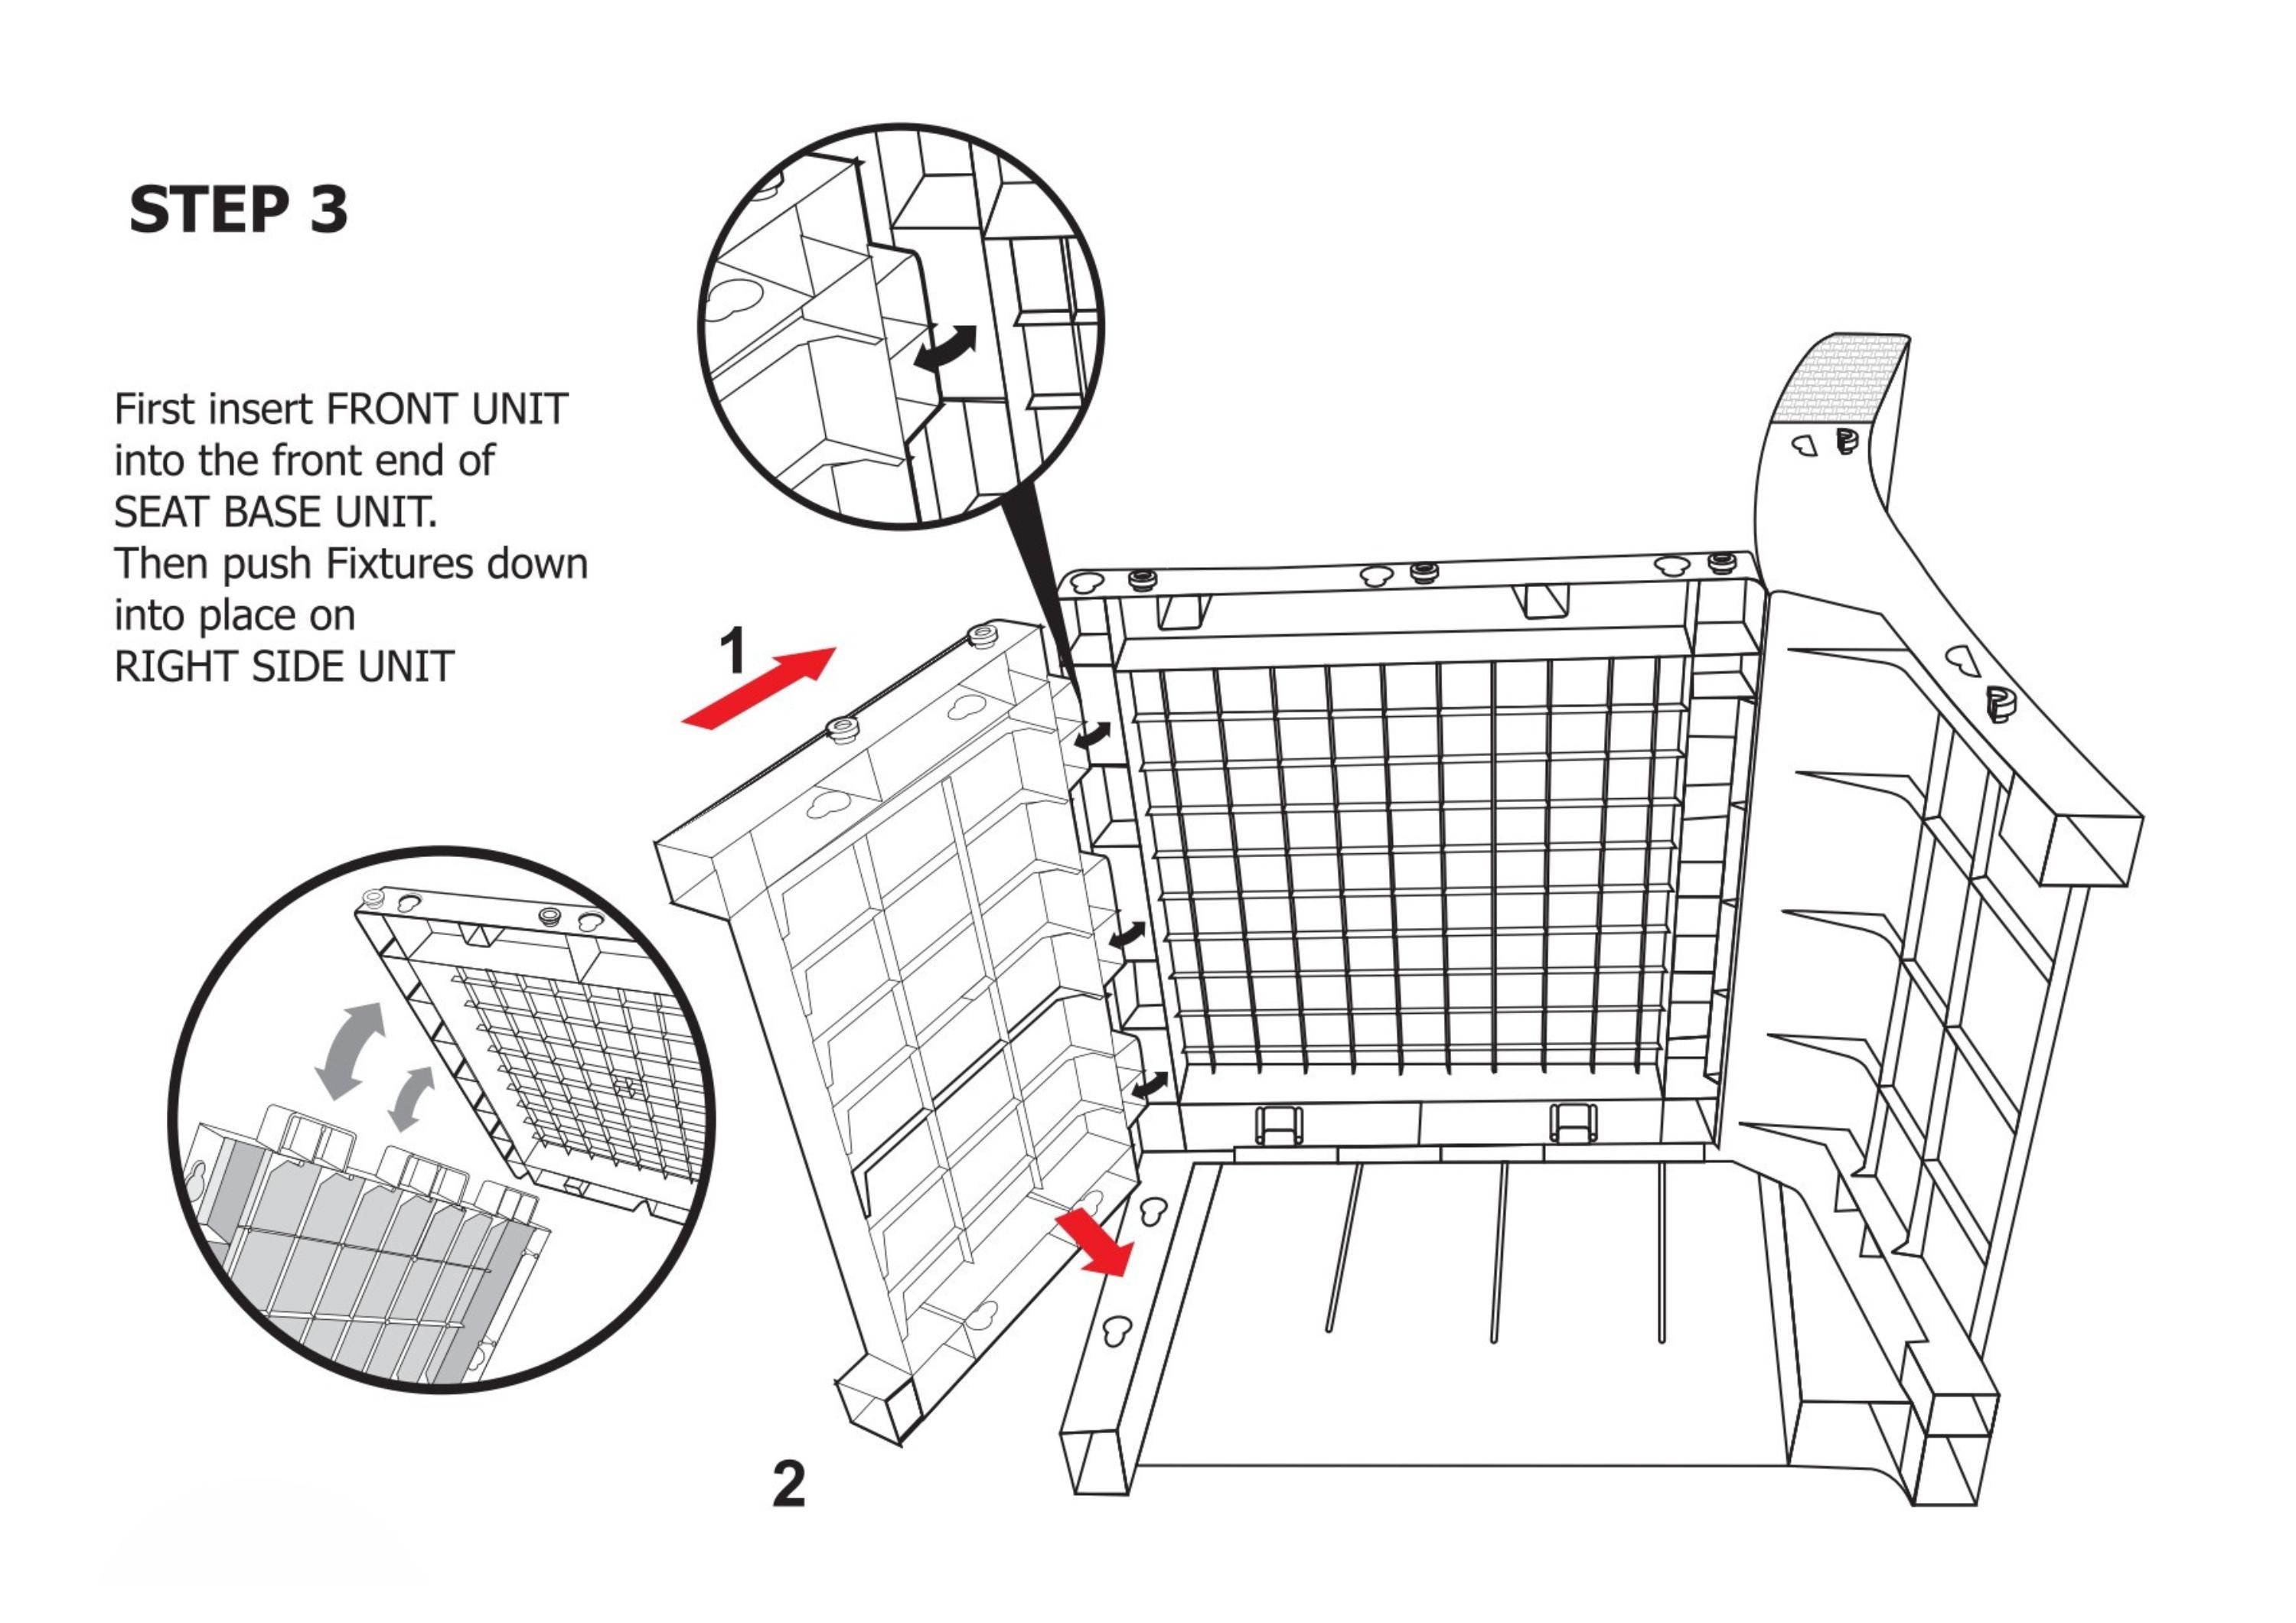 STEP 3
First insert FRONT UNIT
into the front end of
SEAT BASE UNIT.
Then push Fixtures down
into place on
RIGHT SIDE UNIT
1
2